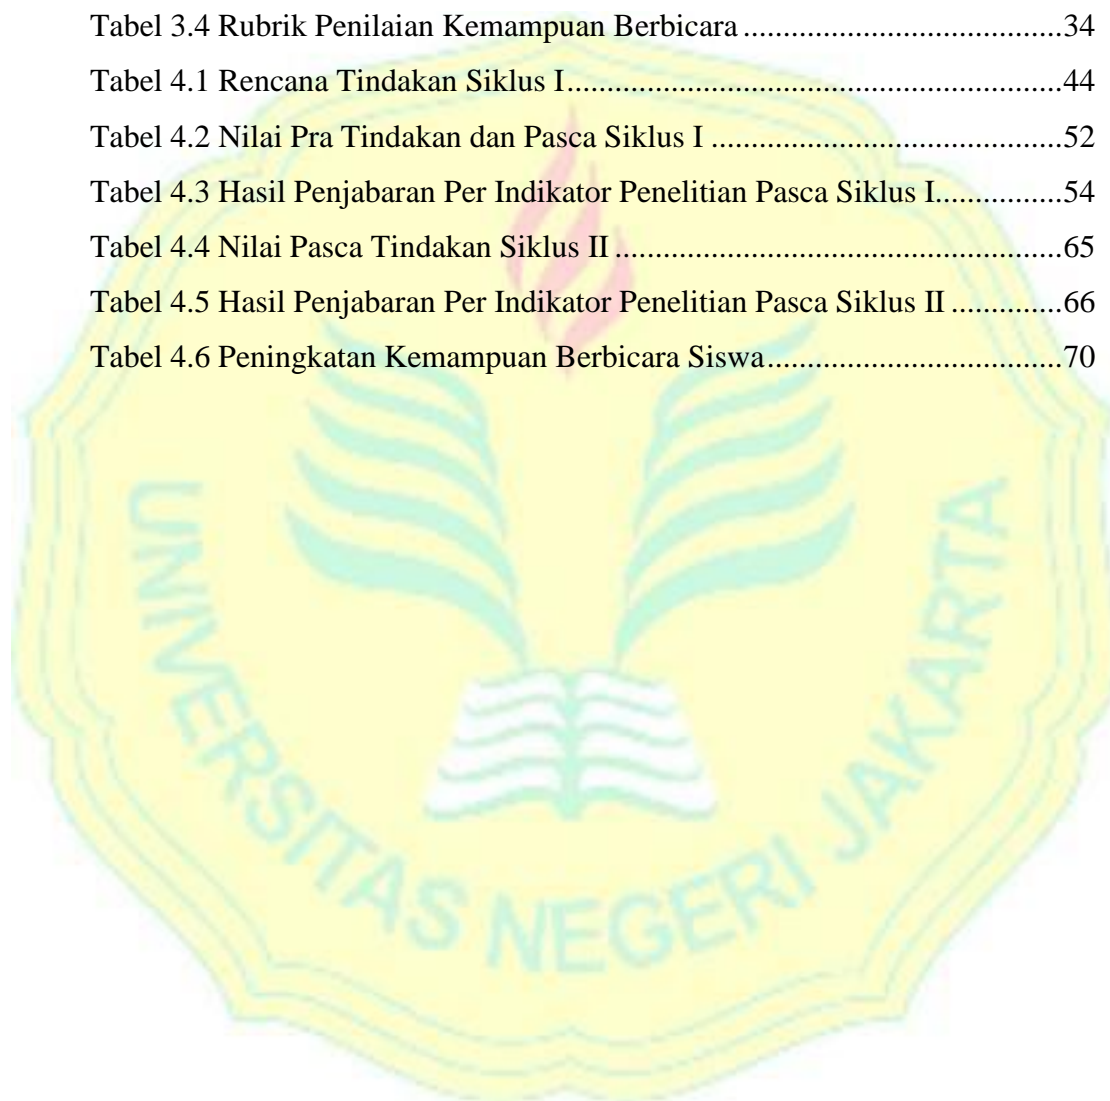 Tabel 3.4 Rubrik Penilaian Kemampuan Berbicara ........................................34
Tabel 4.1 Rencana Tindakan Siklus I..............................................................44
Tabel 4.2 Nilai Pra Tindakan dan Pasca Siklus I ............................................52
Tabel 4.3 Hasil Penjabaran Per Indikator Penelitian Pasca Siklus I................54
Tabel 4.4 Nilai Pasca Tindakan Siklus II ........................................................65
Tabel 4.5 Hasil Penjabaran Per Indikator Penelitian Pasca Siklus II ..............66
Tabel 4.6 Peningkatan Kemampuan Berbicara Siswa.....................................70
UNIVERSITAS NEGERI JAKARTA